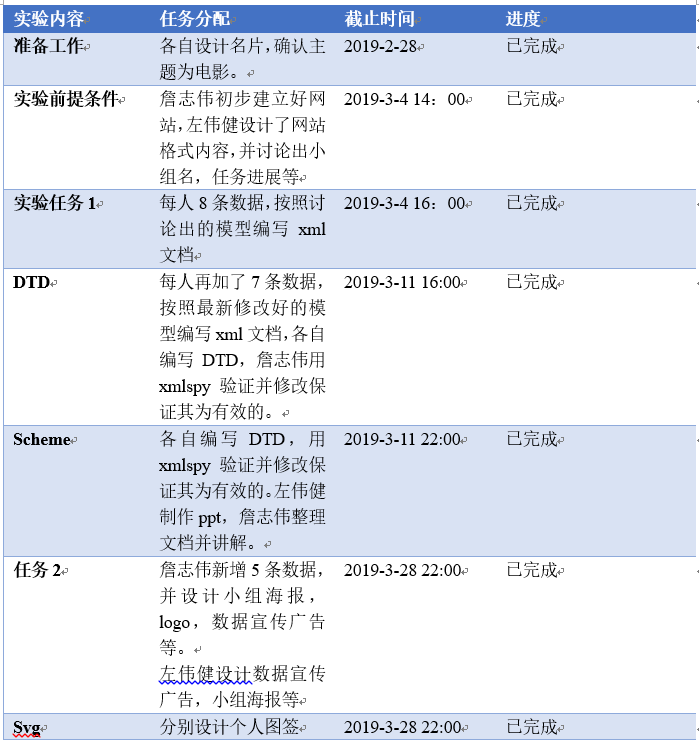 实验内容 任务分配 截止时间 进度
准备工作 各自设计名片，确认主 2019-2-28 已完成
题为电影。
实验前提条件 詹志伟初步建立好网 2019-3-4 14：00 已完成
站，左伟健设计了网站
格式内容，并讨论出小
组名，任务进展等
实验任务 1 每人 8 条数据，按照讨 2019-3-4 16：00 已完成
论出的模型编写 xml
文档
DTD 每人再加了 7 条数据， 2019-3-11 16:00 已完成
按照最新修改好的模
型编写 xml 文档，各自
编写 DTD，詹志伟用
xmlspy 验证并修改保
证其为有效的。
Scheme 各自编写 DTD，用 2019-3-11 22:00 已完成
xmlspy 验证并修改保
证其为有效的。左伟健
制作 ppt，詹志伟整理
文档并讲解。
任务 2 詹志伟新增 5 条数据， 2019-3-28 22:00 已完成
并设计小组海报，
logo，数据宣传广告
等。
左伟健设计数据宣传
广告，小组海报等
Svg 分别设计个人图签 2019-3-28 22:00 已完成